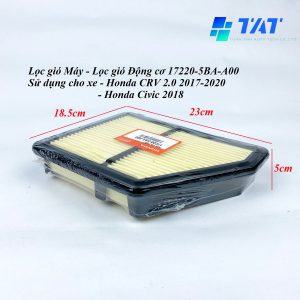 TAT
Lọc gió Máy - Lọc gió Động cơ 17220-5BA-A00
Sử dụng cho xe - Honda CRV 2.0 2017-2020
- Honda Civic 2018
18.5cm
23cm
5cm